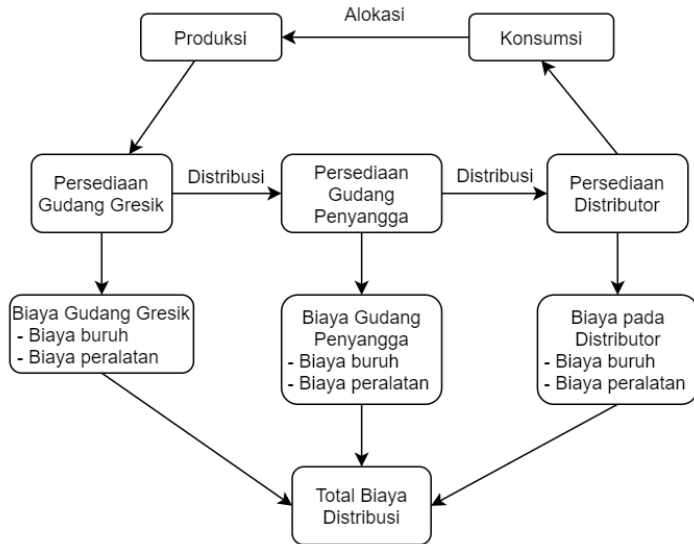 Alokasi
Produksi
Konsumsi
Persediaan
Gudang Gresik
Distribusi
Persediaan
Gudang
Penyangga
Distribusi
Persediaan
Distributor
Biaya Gudang Gresik
- Biaya buruh
- Biaya peralatan
Biaya Gudang
Penyangga
- Biaya buruh
- Biaya peralatan
Biaya pada
Distributor
- Biaya buruh
- Biaya peralatan
Total Biaya
Distribusi